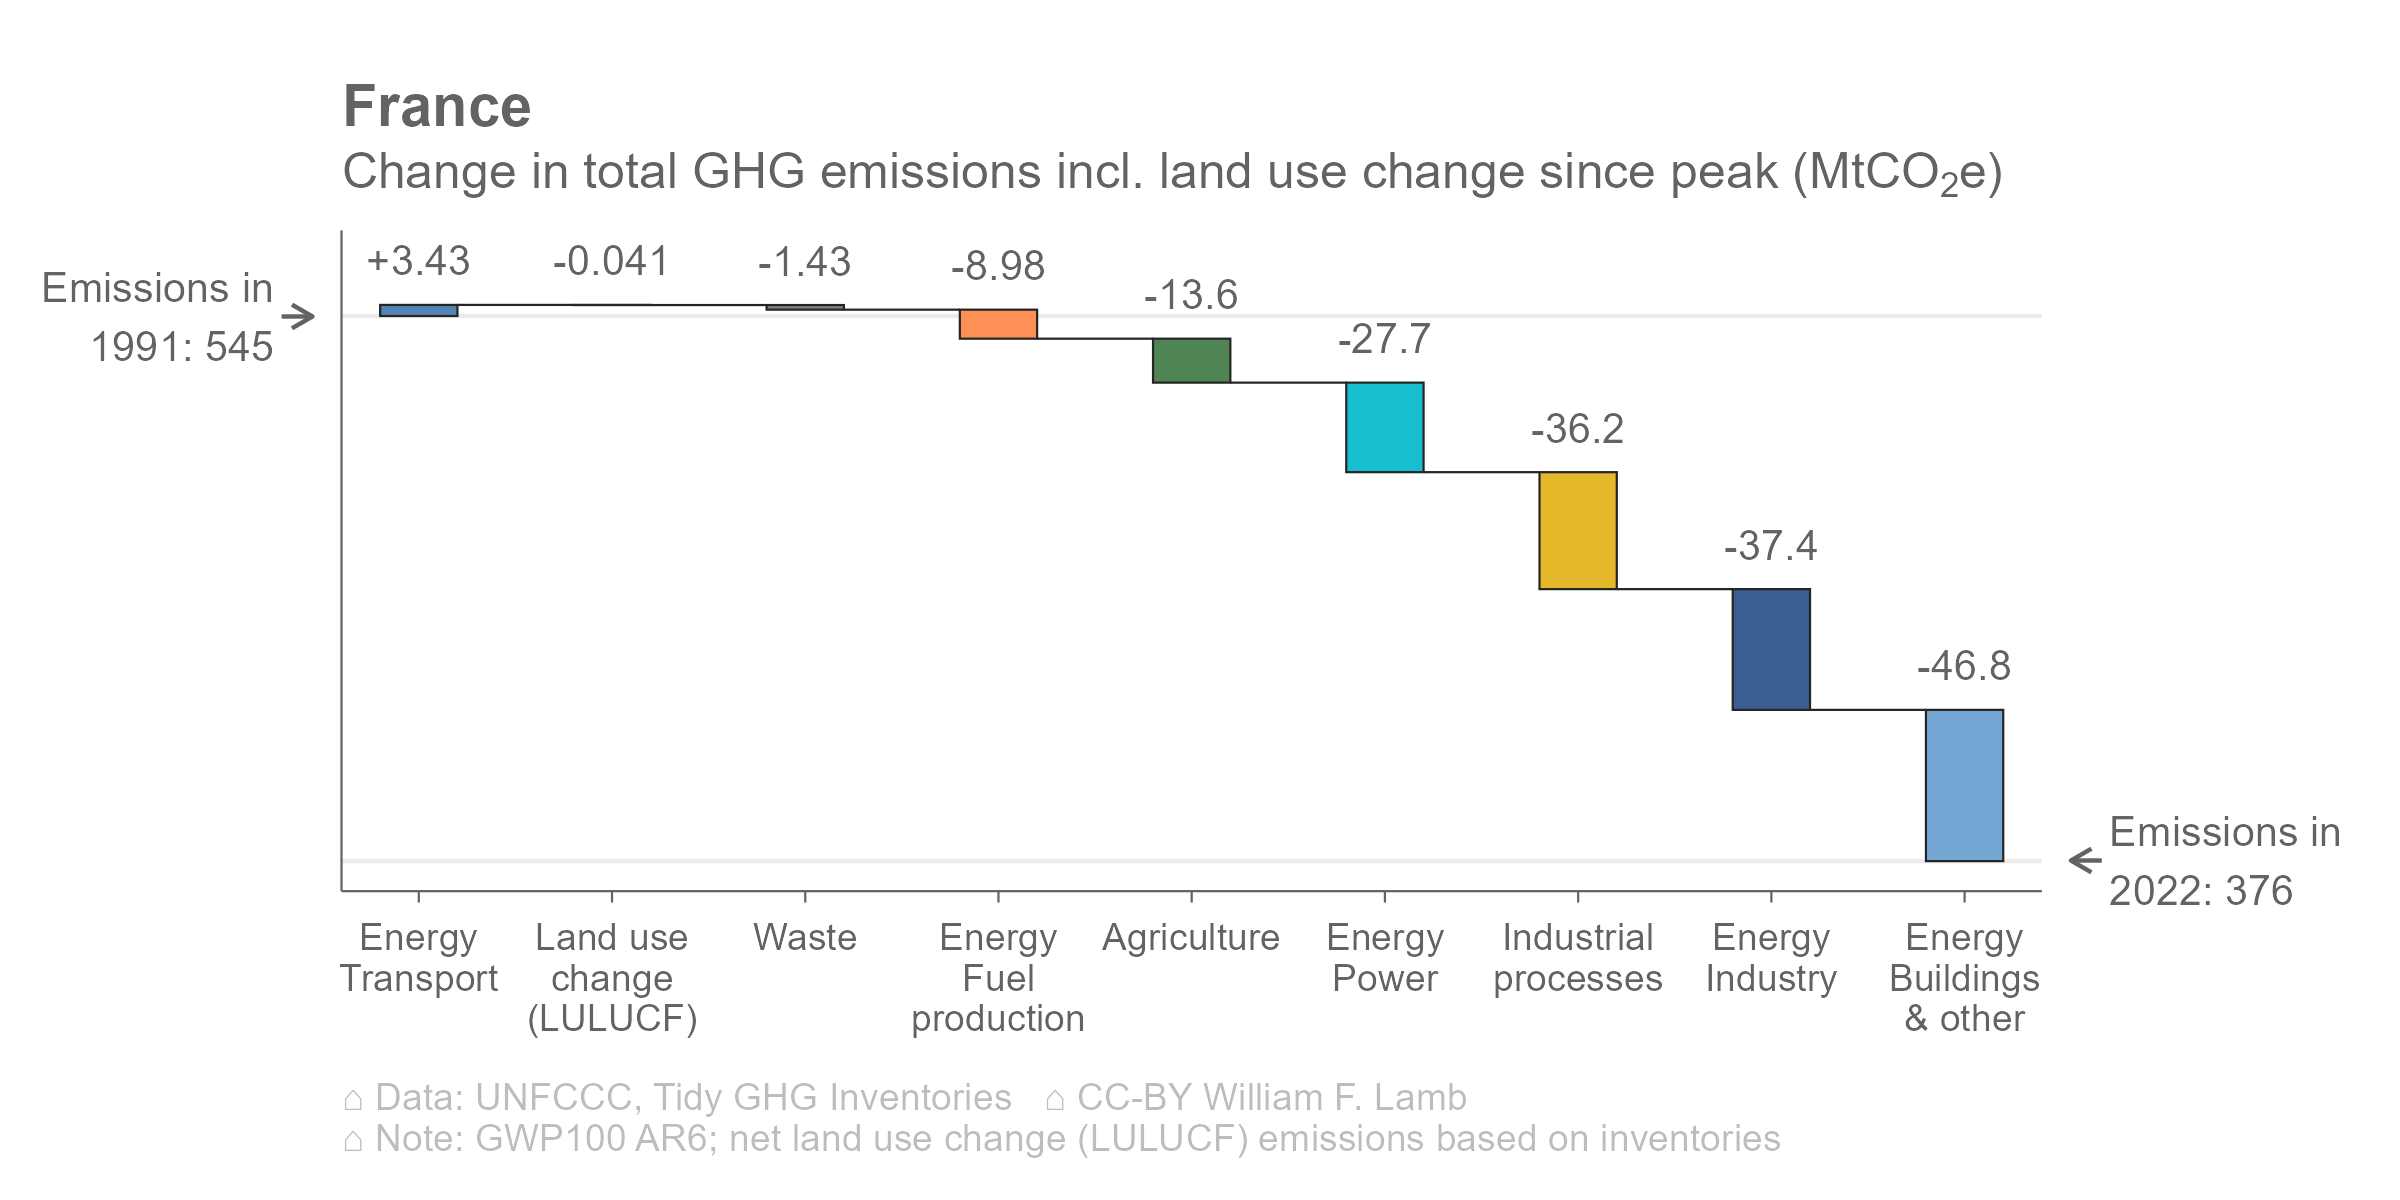 France
Change in total GHG emissions incl. land use change since peak (MtCO₂e)
Emissions in
1991: 545
+3.43
-0.041
-1.43
-8.98
-13.6
-27.7
-36.2
-37.4
-46.8
Emissions in
2022: 376
Energy
Transport
Land use
change
(LULUCF)
Waste
Energy
Fuel
production
Agriculture
Energy
Power
Industrial
processes
Energy
Industry
Energy
Buildings
& other
⌂ Data: UNFCCC, Tidy GHG Inventories ⌂ CC-BY William F. Lamb
⌂ Note: GWP100 AR6; net land use change (LULUCF) emissions based on inventories